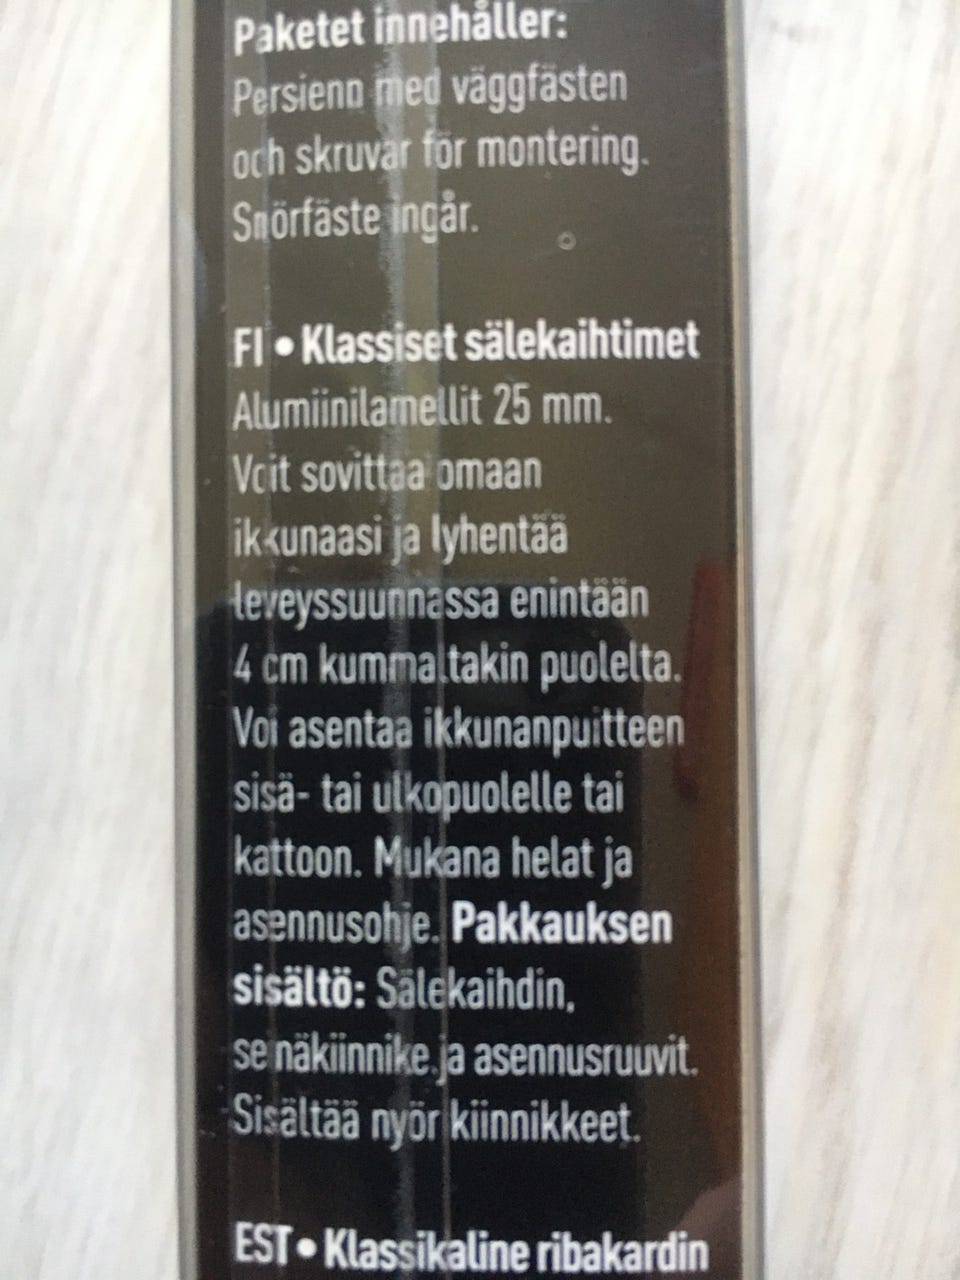 Paketet innehåller:
Persienn med väggfästen
och skruvar för montering.
Snörfäste ingår.
FI • Klassiset sälekaihtimet
Alumiinilamellit 25 mm.
Voit sovittaa omaan
ikkunaasi ja lyhentää
leveyssuunnassa enintään
4 cm kummaltakin puolelta.
Voi asentaa ikkunanpuitteen
sisä- tai ulkopuolelle tai
kattoon. Mukana helat ja
asennusohje. Pakkauksen
sisältö: Sälekaihdin,
seinäkiinnike ja asennusruuvit.
Sisältää nyörikiinnikkeet.
EST • Klassikaline ribakardin